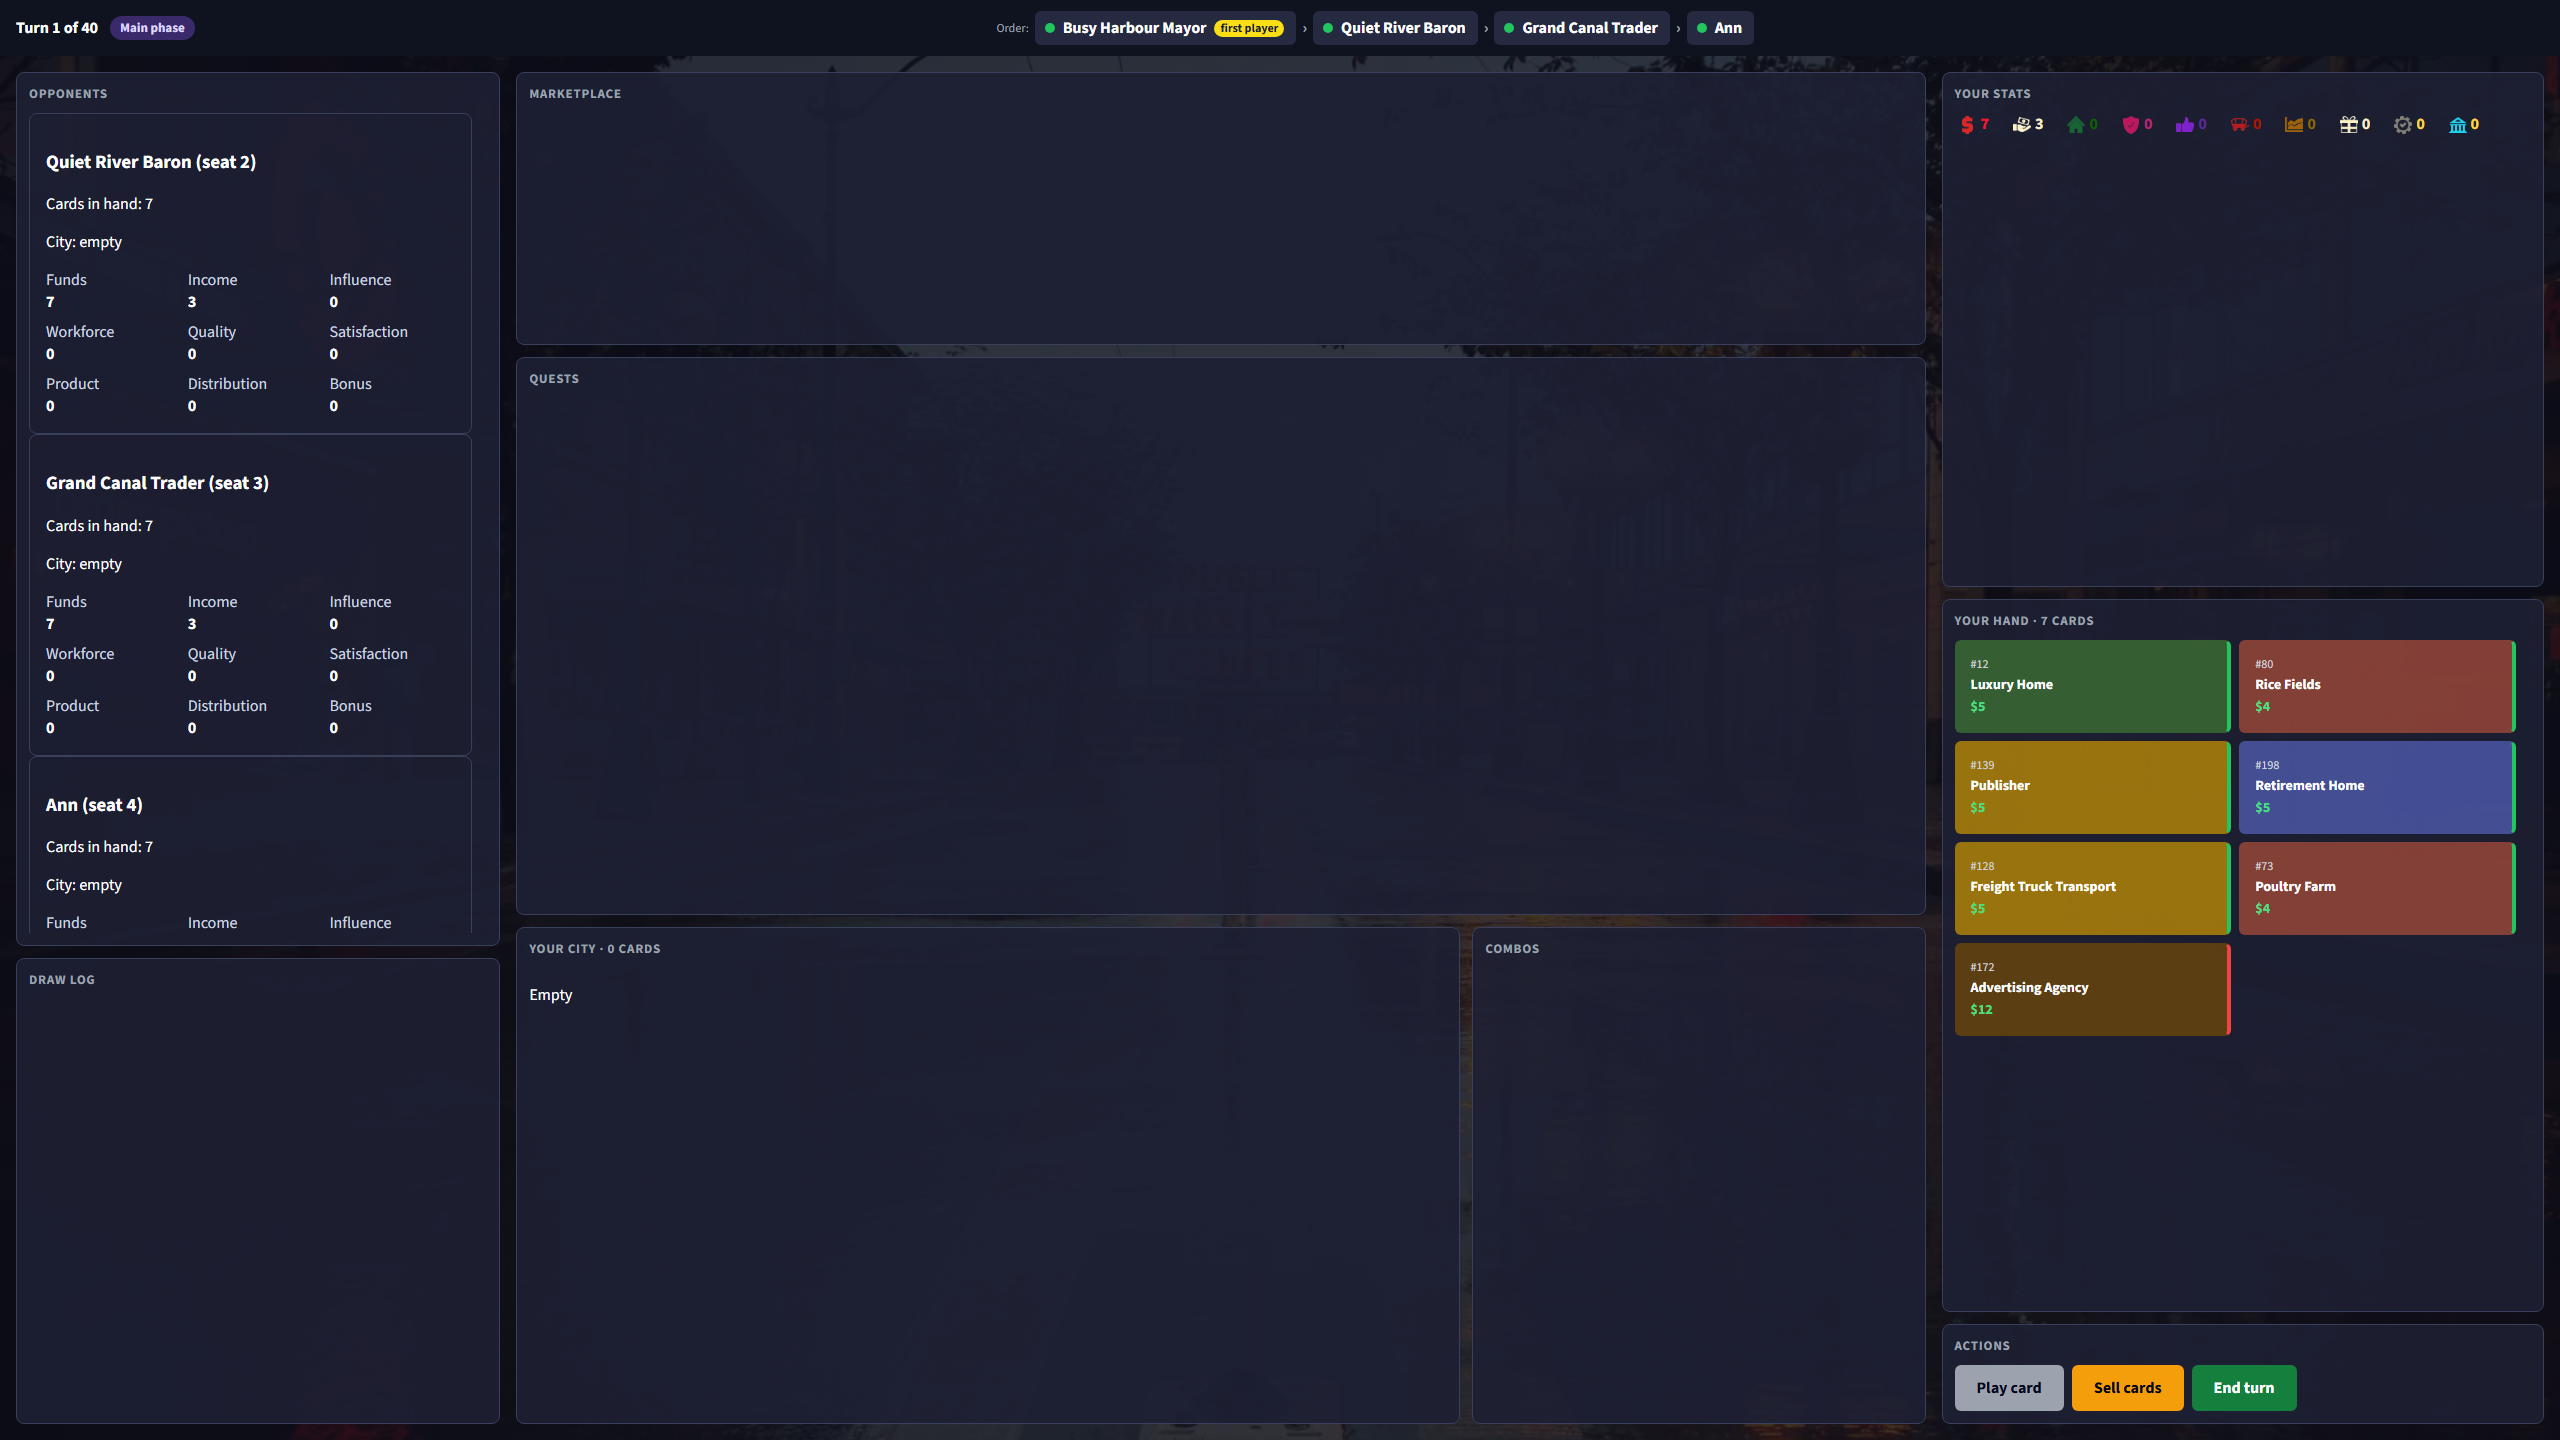 Turn 1 of 40 Main phase
Order: Busy Harbour Mayor first player › Quiet River Baron › Grand Canal Trader › Ann
OPPONENTS
Quiet River Baron (seat 2)
Cards in hand: 7
City: empty
Funds Income Influence
7 3 0
Workforce Quality Satisfaction
0 0 0
Product Distribution Bonus
0 0 0
Grand Canal Trader (seat 3)
Cards in hand: 7
City: empty
Funds Income Influence
7 3 0
Workforce Quality Satisfaction
0 0 0
Product Distribution Bonus
0 0 0
Ann (seat 4)
Cards in hand: 7
City: empty
Funds Income Influence
DRAW LOG
MARKETPLACE
QUESTS
YOUR CITY · 0 CARDS
Empty
COMBOS
YOUR STATS
7 3 0 0 0 0 0 0 0 0
YOUR HAND · 7 CARDS
#12
Luxury Home
$5
#80
Rice Fields
$4
#139
Publisher
$5
#198
Retirement Home
$5
#128
Freight Truck Transport
$5
#73
Poultry Farm
$4
#172
Advertising Agency
$12
ACTIONS
Play card Sell cards End turn